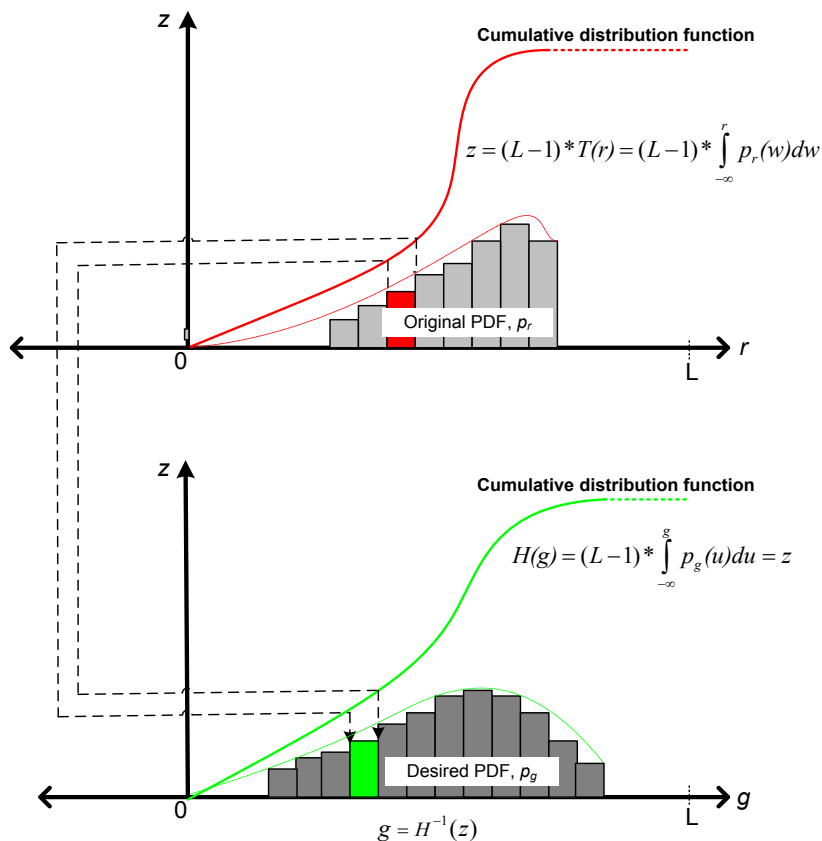 z
Cumulative distribution function
z = (L−1)*T(r) = (L−1)* ∫_{−∞}^{r} p_r(w)dw
Original PDF, p_r
0
L
r
z
Cumulative distribution function
H(g) = (L−1)* ∫_{−∞}^{g} p_g(u)du = z
Desired PDF, p_g
0
L
g
g = H^{−1}(z)